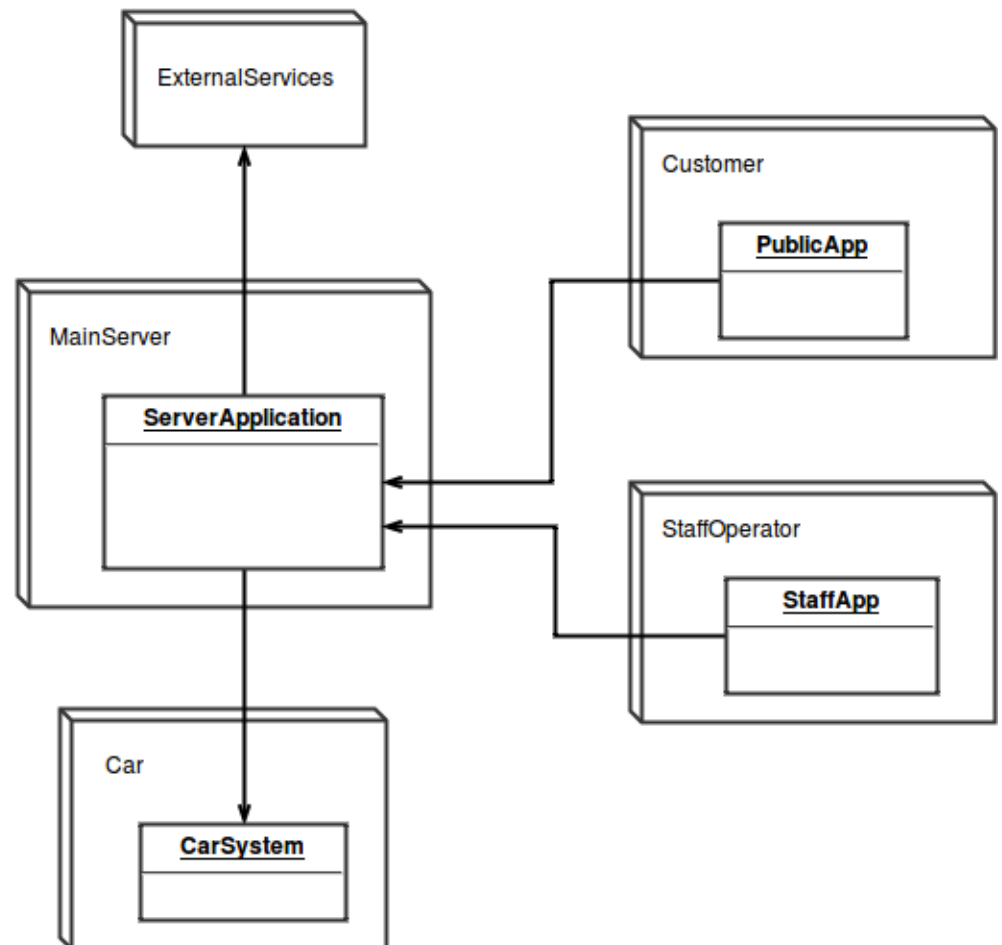 ExternalServices
Customer
PublicApp
MainServer
ServerApplication
StaffOperator
StaffApp
Car
CarSystem